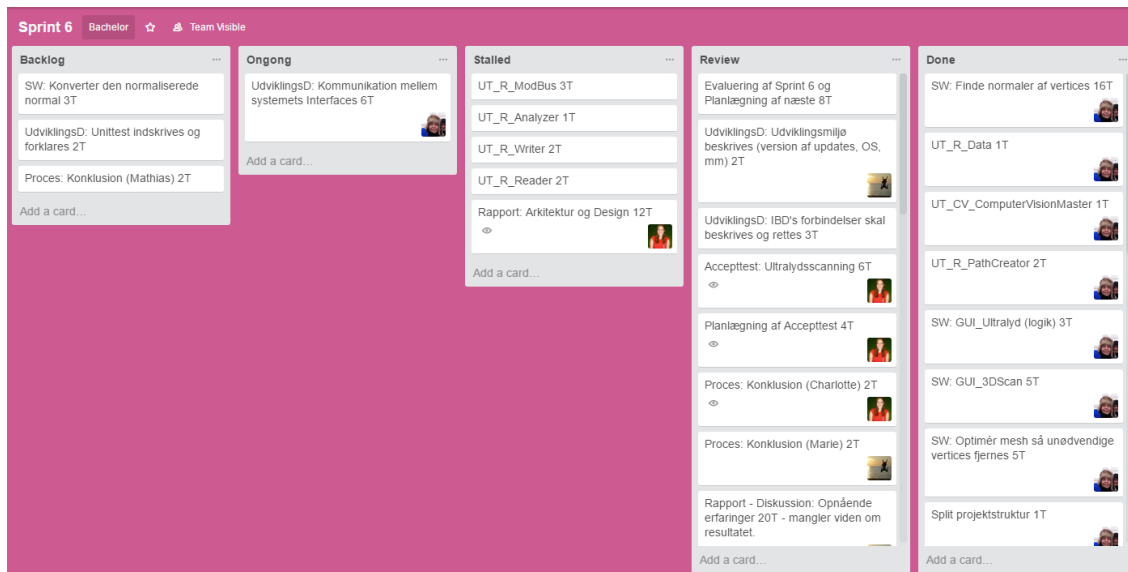 Sprint 6 Bachelor Team Visible
Backlog
SW: Konverter den normaliserede
normal 3T
UdviklingsD: Unittest indskrives og
forklares 2T
Proces: Konklusion (Mathias) 2T
Add a card…
Ongong
UdviklingsD: Kommunikation mellem
systemets Interfaces 6T
Add a card…
Stalled
UT_R_ModBus 3T
UT_R_Analyzer 1T
UT_R_Writer 2T
UT_R_Reader 2T
Rapport: Arkitektur og Design 12T
Add a card…
Review
Evaluering af Sprint 6 og
Planlægning af næste 8T
UdviklingsD: Udviklingsmiljø
beskrives (version af updates, OS,
mm) 2T
UdviklingsD: IBD's forbindelser skal
beskrives og rettes 3T
Accepttest: Ultralydsscanning 6T
Planlægning af Accepttest 4T
Proces: Konklusion (Charlotte) 2T
Proces: Konklusion (Marie) 2T
Rapport - Diskussion: Opnående
erfaringer 20T - mangler viden om
resultatet.
Add a card…
Done
SW: Finde normaler af vertices 16T
UT_R_Data 1T
UT_CV_ComputerVisionMaster 1T
UT_R_PathCreator 2T
SW: GUI_Ultralyd (logik) 3T
SW: GUI_3DScan 5T
SW: Optimér mesh så unødvendige
vertices fjernes 5T
Split projektstruktur 1T
Add a card…